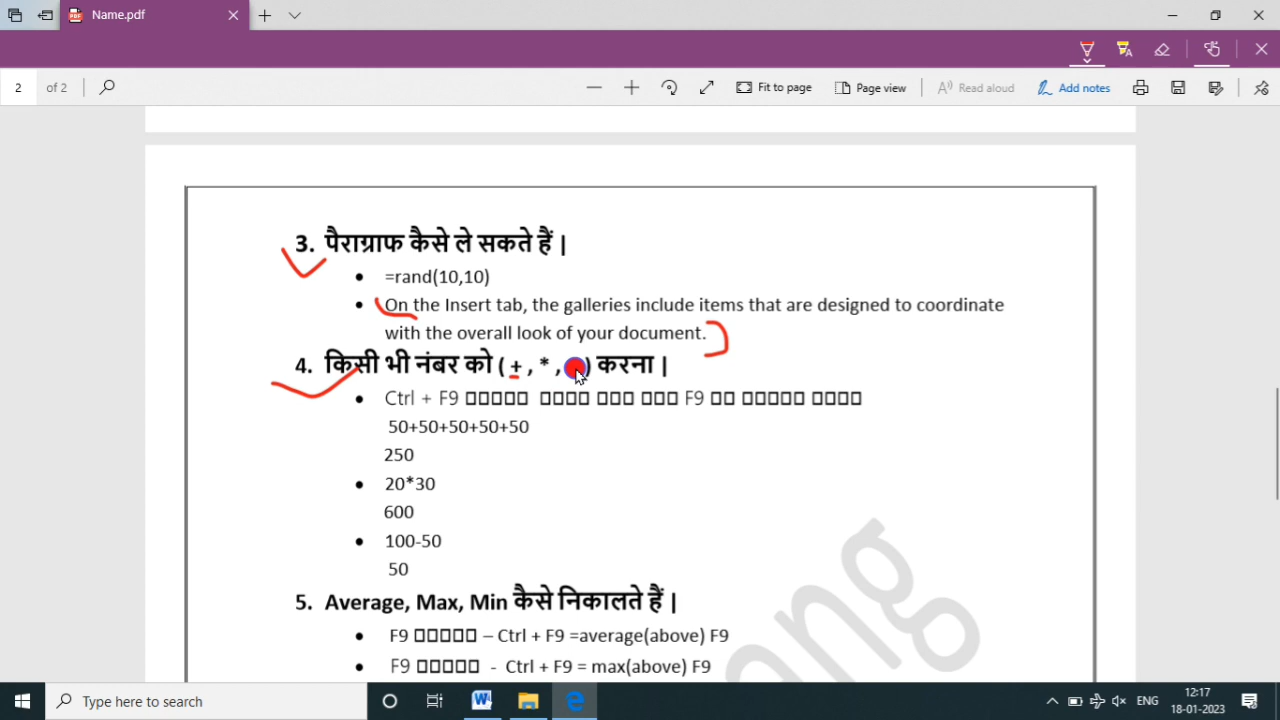 Name.pdf
2 of 2
Fit to page
Page view
Read aloud
Add notes
3. पैराग्राफ कैसे ले सकते हैं |
• =rand(10,10)
• On the Insert tab, the galleries include items that are designed to coordinate
with the overall look of your document.
4. किसी भी नंबर को ( + , * , ) करना |
• Ctrl + F9 □□□□□ □□□□ □□□ □□□ F9 □□ □□□□□ □□□□
50+50+50+50+50
250
• 20*30
600
• 100-50
50
5. Average, Max, Min कैसे निकालते हैं |
• F9 □□□□□ – Ctrl + F9 =average(above) F9
• F9 □□□□□ - Ctrl + F9 = max(above) F9
ang
Type here to search
ENG
12:17
18-01-2023